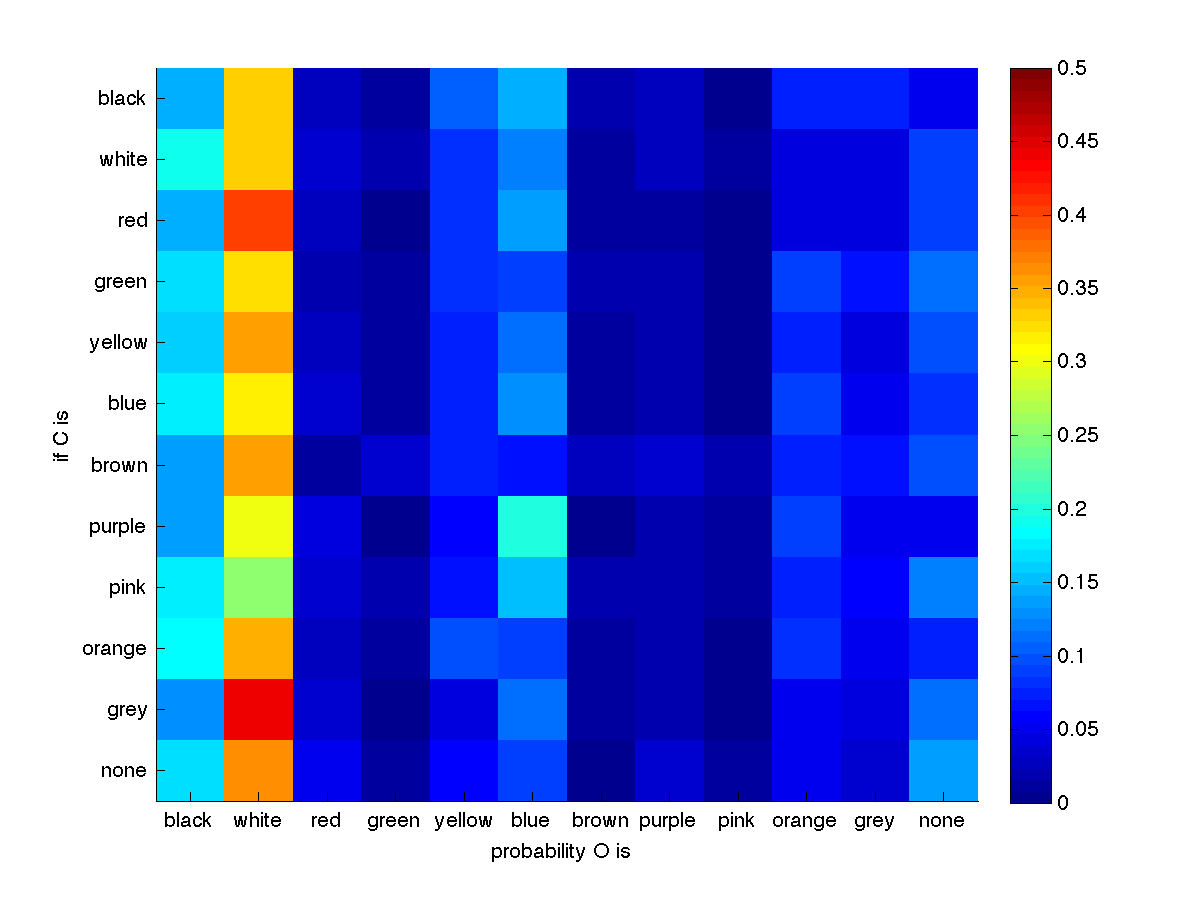 if C is
black
white
red
green
yellow
blue
brown
purple
pink
orange
grey
none
black white red green yellow blue brown purple pink orange grey none
probability O is
0.5
0.45
0.4
0.35
0.3
0.25
0.2
0.15
0.1
0.05
0